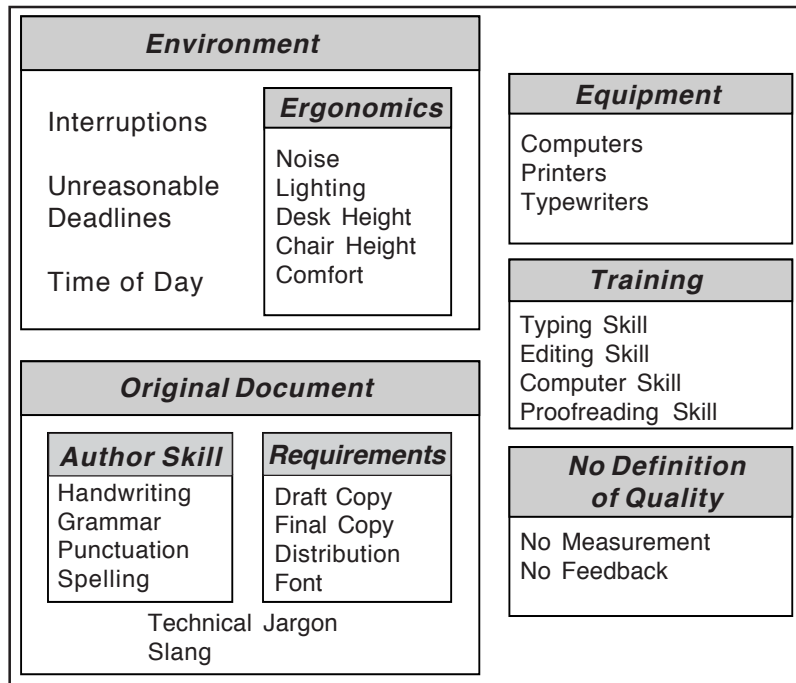 Environment
Interruptions
Unreasonable
Deadlines
Time of Day
Ergonomics
Noise
Lighting
Desk Height
Chair Height
Comfort
Original Document
Author Skill
Handwriting
Grammar
Punctuation
Spelling
Requirements
Draft Copy
Final Copy
Distribution
Font
Technical Jargon
Slang
Equipment
Computers
Printers
Typewriters
Training
Typing Skill
Editing Skill
Computer Skill
Proofreading Skill
No Definition
of Quality
No Measurement
No Feedback